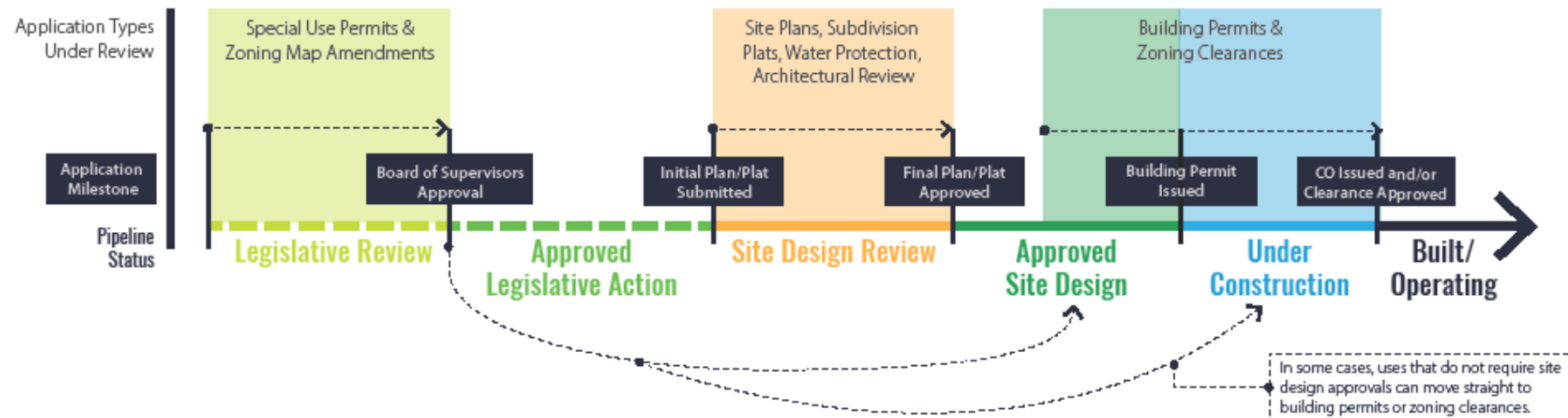 Application Types
Under Review
Special Use Permits &
Zoning Map Amendments
Site Plans, Subdivision
Plats, Water Protection,
Architectural Review
Building Permits &
Zoning Clearances
Application
Milestone
Board of Supervisors
Approval
Initial Plan/Plat
Submitted
Final Plan/Plat
Approved
Building Permit
Issued
CO Issued and/or
Clearance Approved
Pipeline
Status
Legislative Review
Approved
Legislative Action
Site Design Review
Approved
Site Design
Under
Construction
Built/
Operating
In some cases, uses that do not require site
design approvals can move straight to
building permits or zoning clearances.